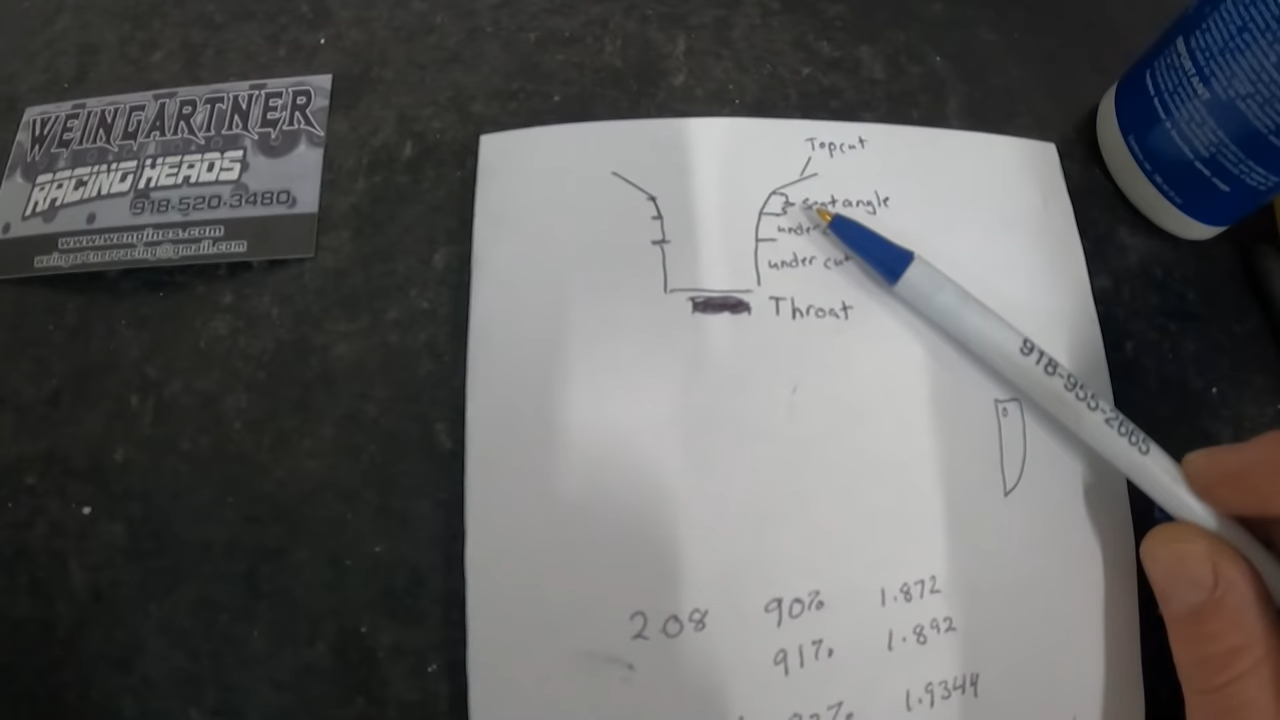 WEINGARTNER
RACING HEADS
918-520-3480
www.wengines.com
weingartnerracing@gmail.com
IMPORTANT
Topcut
seat angle
under
under cut
Throat
918-955-2665
208 90% 1.872
91% 1.892
1.9344